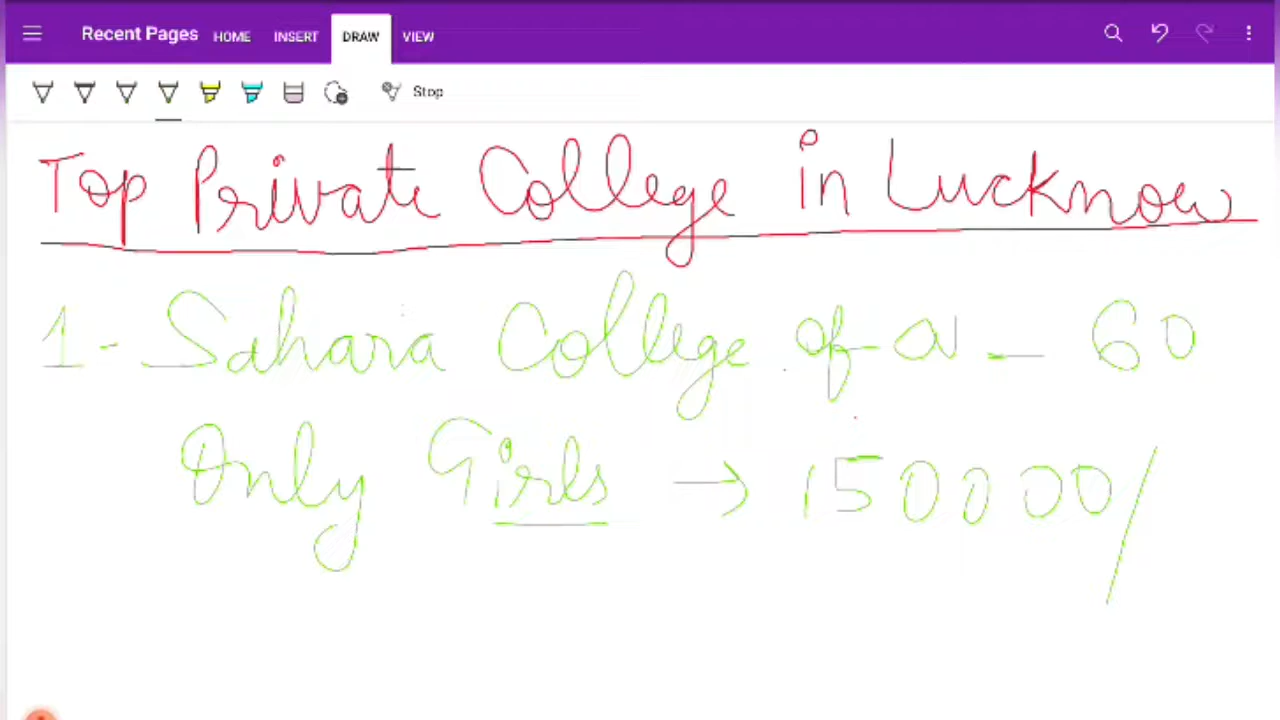 Recent Pages HOME INSERT DRAW VIEW
Stop
Top Private College in Lucknow
1- Sahara College of N - 60
Only Girls → 150000/